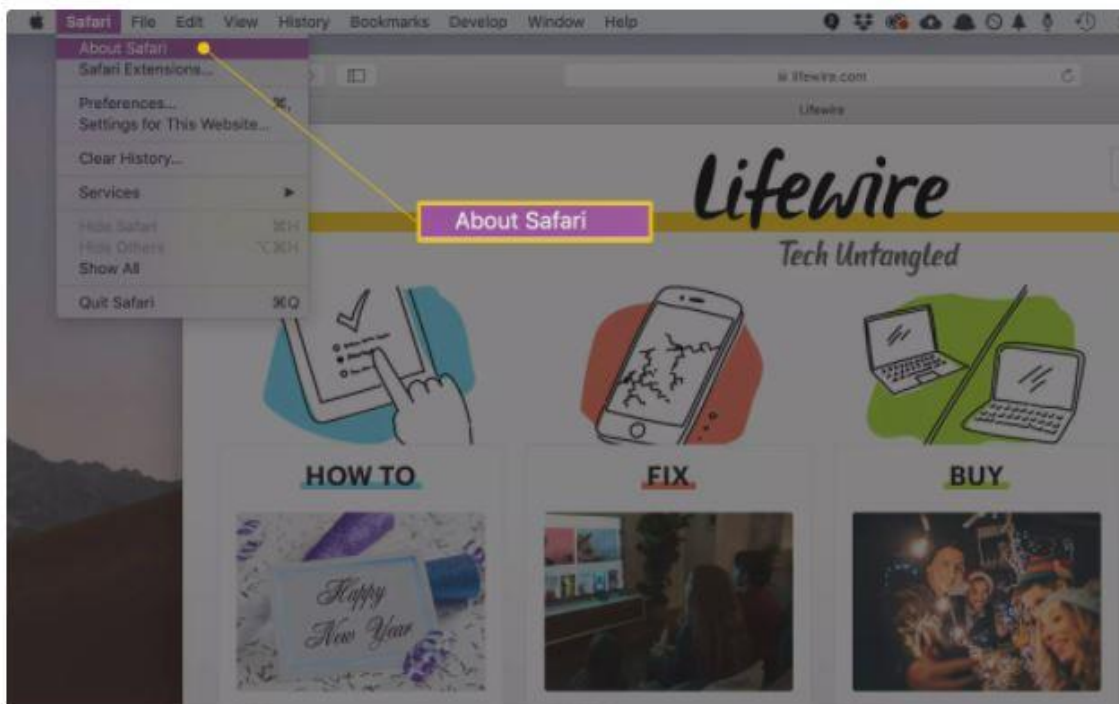 Safari File Edit View History Bookmarks Develop Window Help
About Safari
Safari Extensions...
Preferences... ⌘,
Settings for This Website...
Clear History...
Services ▶
Hide Safari ⌘H
Hide Others ⌥⌘H
Show All
Quit Safari ⌘Q
lifewire.com
Lifewire
About Safari
Lifewire
Tech Untangled
HOW TO
FIX
BUY
Happy
New Year